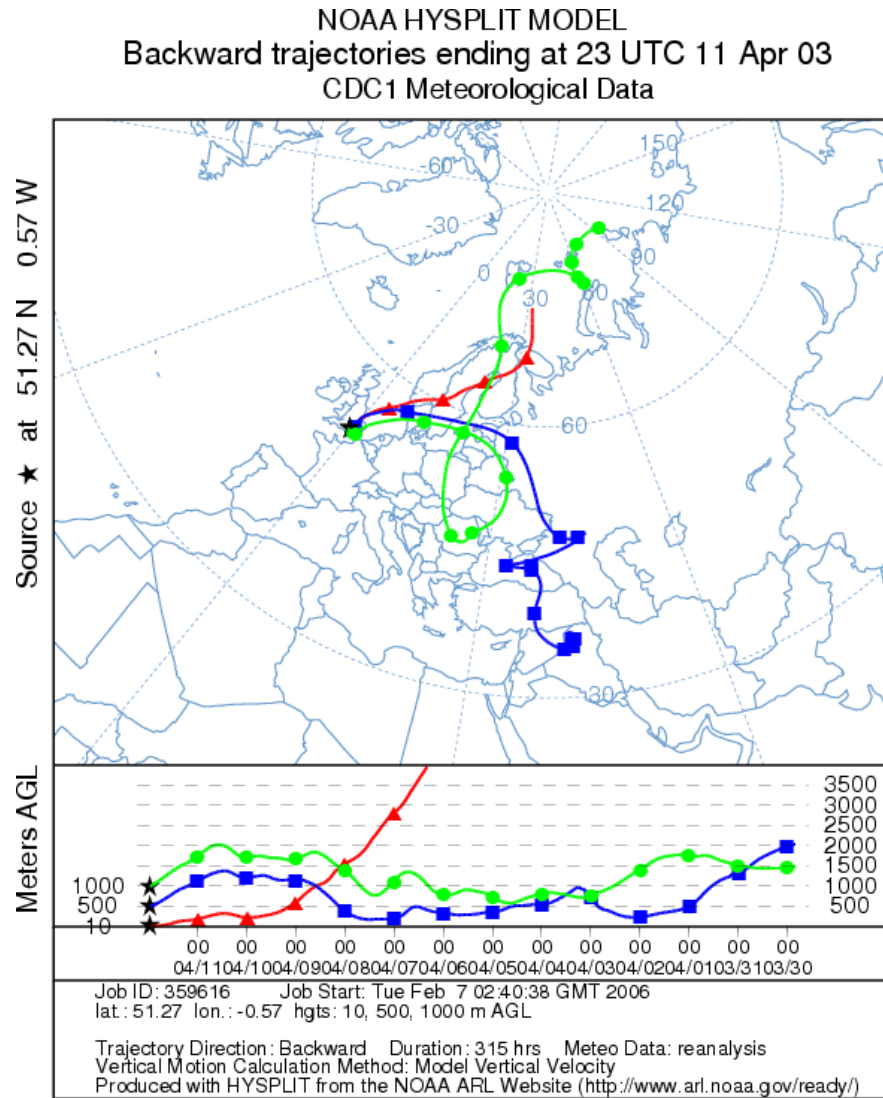 NOAA HYSPLIT MODEL
Backward trajectories ending at 23 UTC 11 Apr 03
CDC1 Meteorological Data
Source ★ at 51.27 N 0.57 W
150
-60
120
-30
90
0
30
60
60
30
Meters AGL
3500
3000
2500
2000
1500
1000
500
1000
500
10
00 00 00 00 00 00 00 00 00 00 00 00 00
04/11 04/10 04/09 04/08 04/07 04/06 04/05 04/04 04/03 04/02 04/01 03/31 03/30
Job ID: 359616 Job Start: Tue Feb 7 02:40:38 GMT 2006
lat.: 51.27 lon.: -0.57 hgts: 10, 500, 1000 m AGL
Trajectory Direction: Backward Duration: 315 hrs Meteo Data: reanalysis
Vertical Motion Calculation Method: Model Vertical Velocity
Produced with HYSPLIT from the NOAA ARL Website (http://www.arl.noaa.gov/ready/)